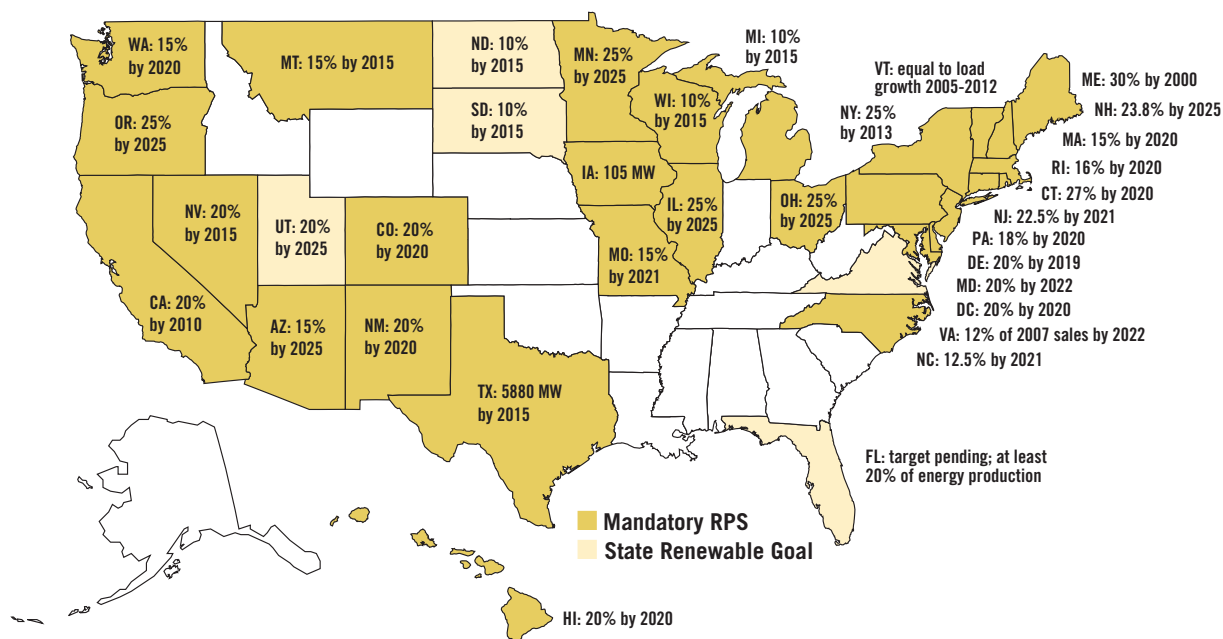 WA: 15%
by 2020
MT: 15% by 2015
ND: 10%
by 2015
MN: 25%
by 2025
MI: 10%
by 2015
VT: equal to load
growth 2005-2012
ME: 30% by 2000
NH: 23.8% by 2025
OR: 25%
by 2025
SD: 10%
by 2015
WI: 10%
by 2015
NY: 25%
by 2013
MA: 15% by 2020
RI: 16% by 2020
CT: 27% by 2020
NJ: 22.5% by 2021
PA: 18% by 2020
DE: 20% by 2019
MD: 20% by 2022
DC: 20% by 2020
VA: 12% of 2007 sales by 2022
NC: 12.5% by 2021
NV: 20%
by 2015
UT: 20%
by 2025
CO: 20%
by 2020
IA: 105 MW
IL: 25%
by 2025
OH: 25%
by 2025
MO: 15%
by 2021
CA: 20%
by 2010
AZ: 15%
by 2025
NM: 20%
by 2020
TX: 5880 MW
by 2015
FL: target pending; at least
20% of energy production
Mandatory RPS
State Renewable Goal
HI: 20% by 2020